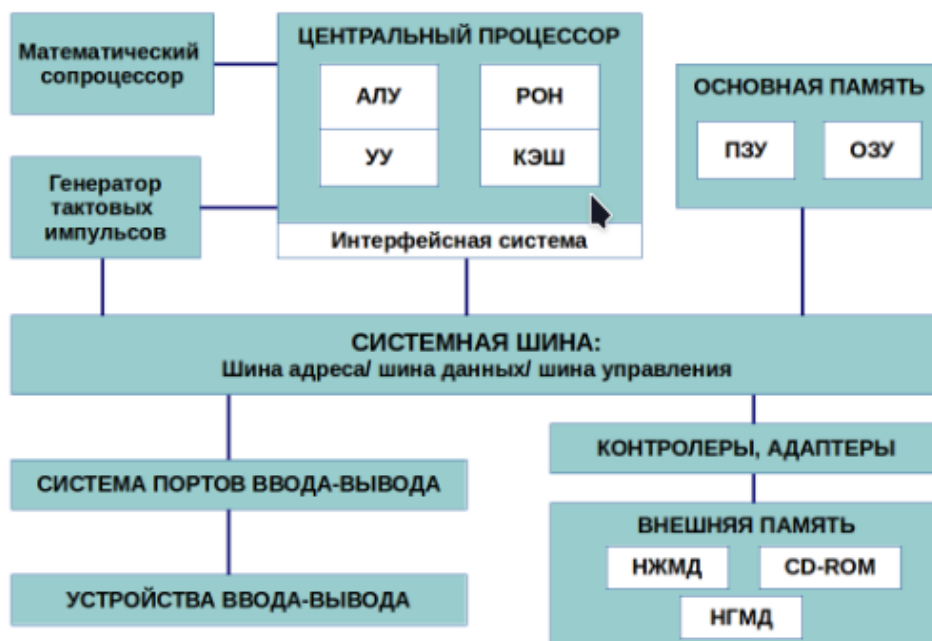 Математический
сопроцессор
ЦЕНТРАЛЬНЫЙ ПРОЦЕССОР
АЛУ
РОН
УУ
КЭШ
Интерфейсная система
ОСНОВНАЯ ПАМЯТЬ
ПЗУ
ОЗУ
Генератор
тактовых
импульсов
СИСТЕМНАЯ ШИНА:
Шина адреса/ шина данных/ шина управления
СИСТЕМА ПОРТОВ ВВОДА-ВЫВОДА
УСТРОЙСТВА ВВОДА-ВЫВОДА
КОНТРОЛЕРЫ, АДАПТЕРЫ
ВНЕШНЯЯ ПАМЯТЬ
НЖМД
CD-ROM
НГМД